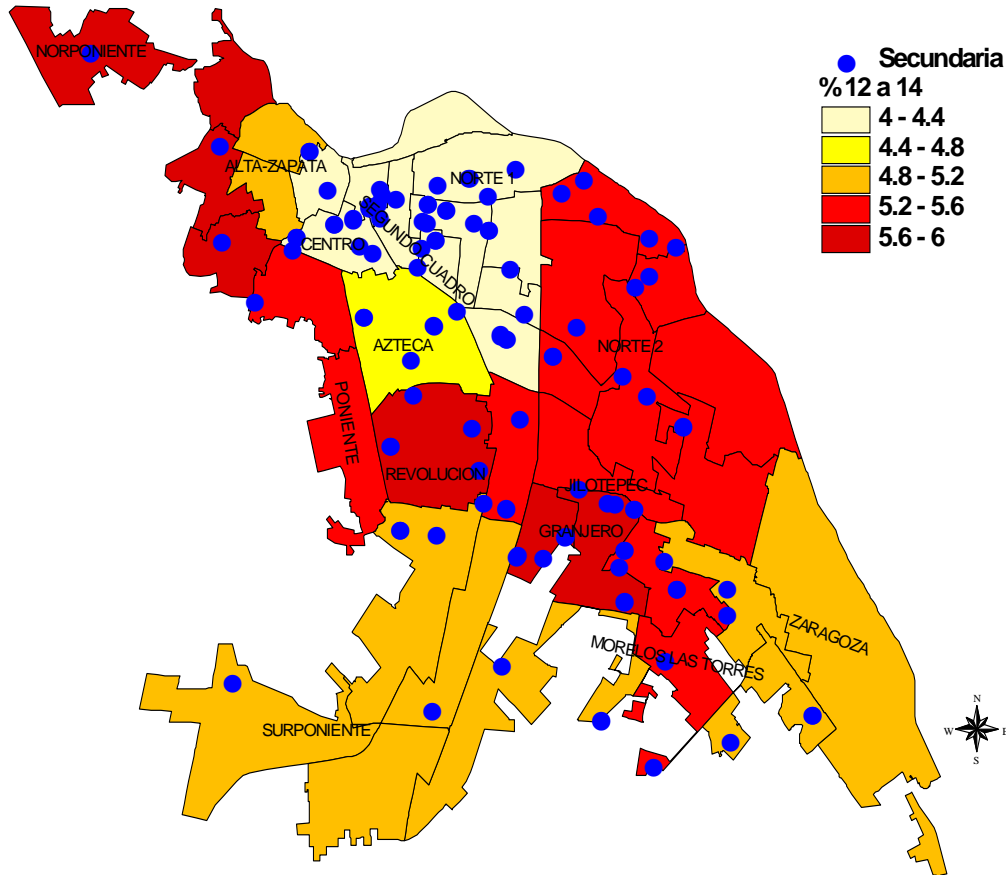 NORPONIENTE
Secundaria
% 12 a 14
4 - 4.4
4.4 - 4.8
4.8 - 5.2
5.2 - 5.6
5.6 - 6
ALTA-ZAPATA
NORTE 1
SEGUNDO CUADRO
CENTRO
AZTECA
NORTE 2
PONIENTE
REVOLUCION
JILOTEPEC
GRANJERO
ZARAGOZA
MORELOS LAS TORRES
SURPONIENTE
N
W E
S